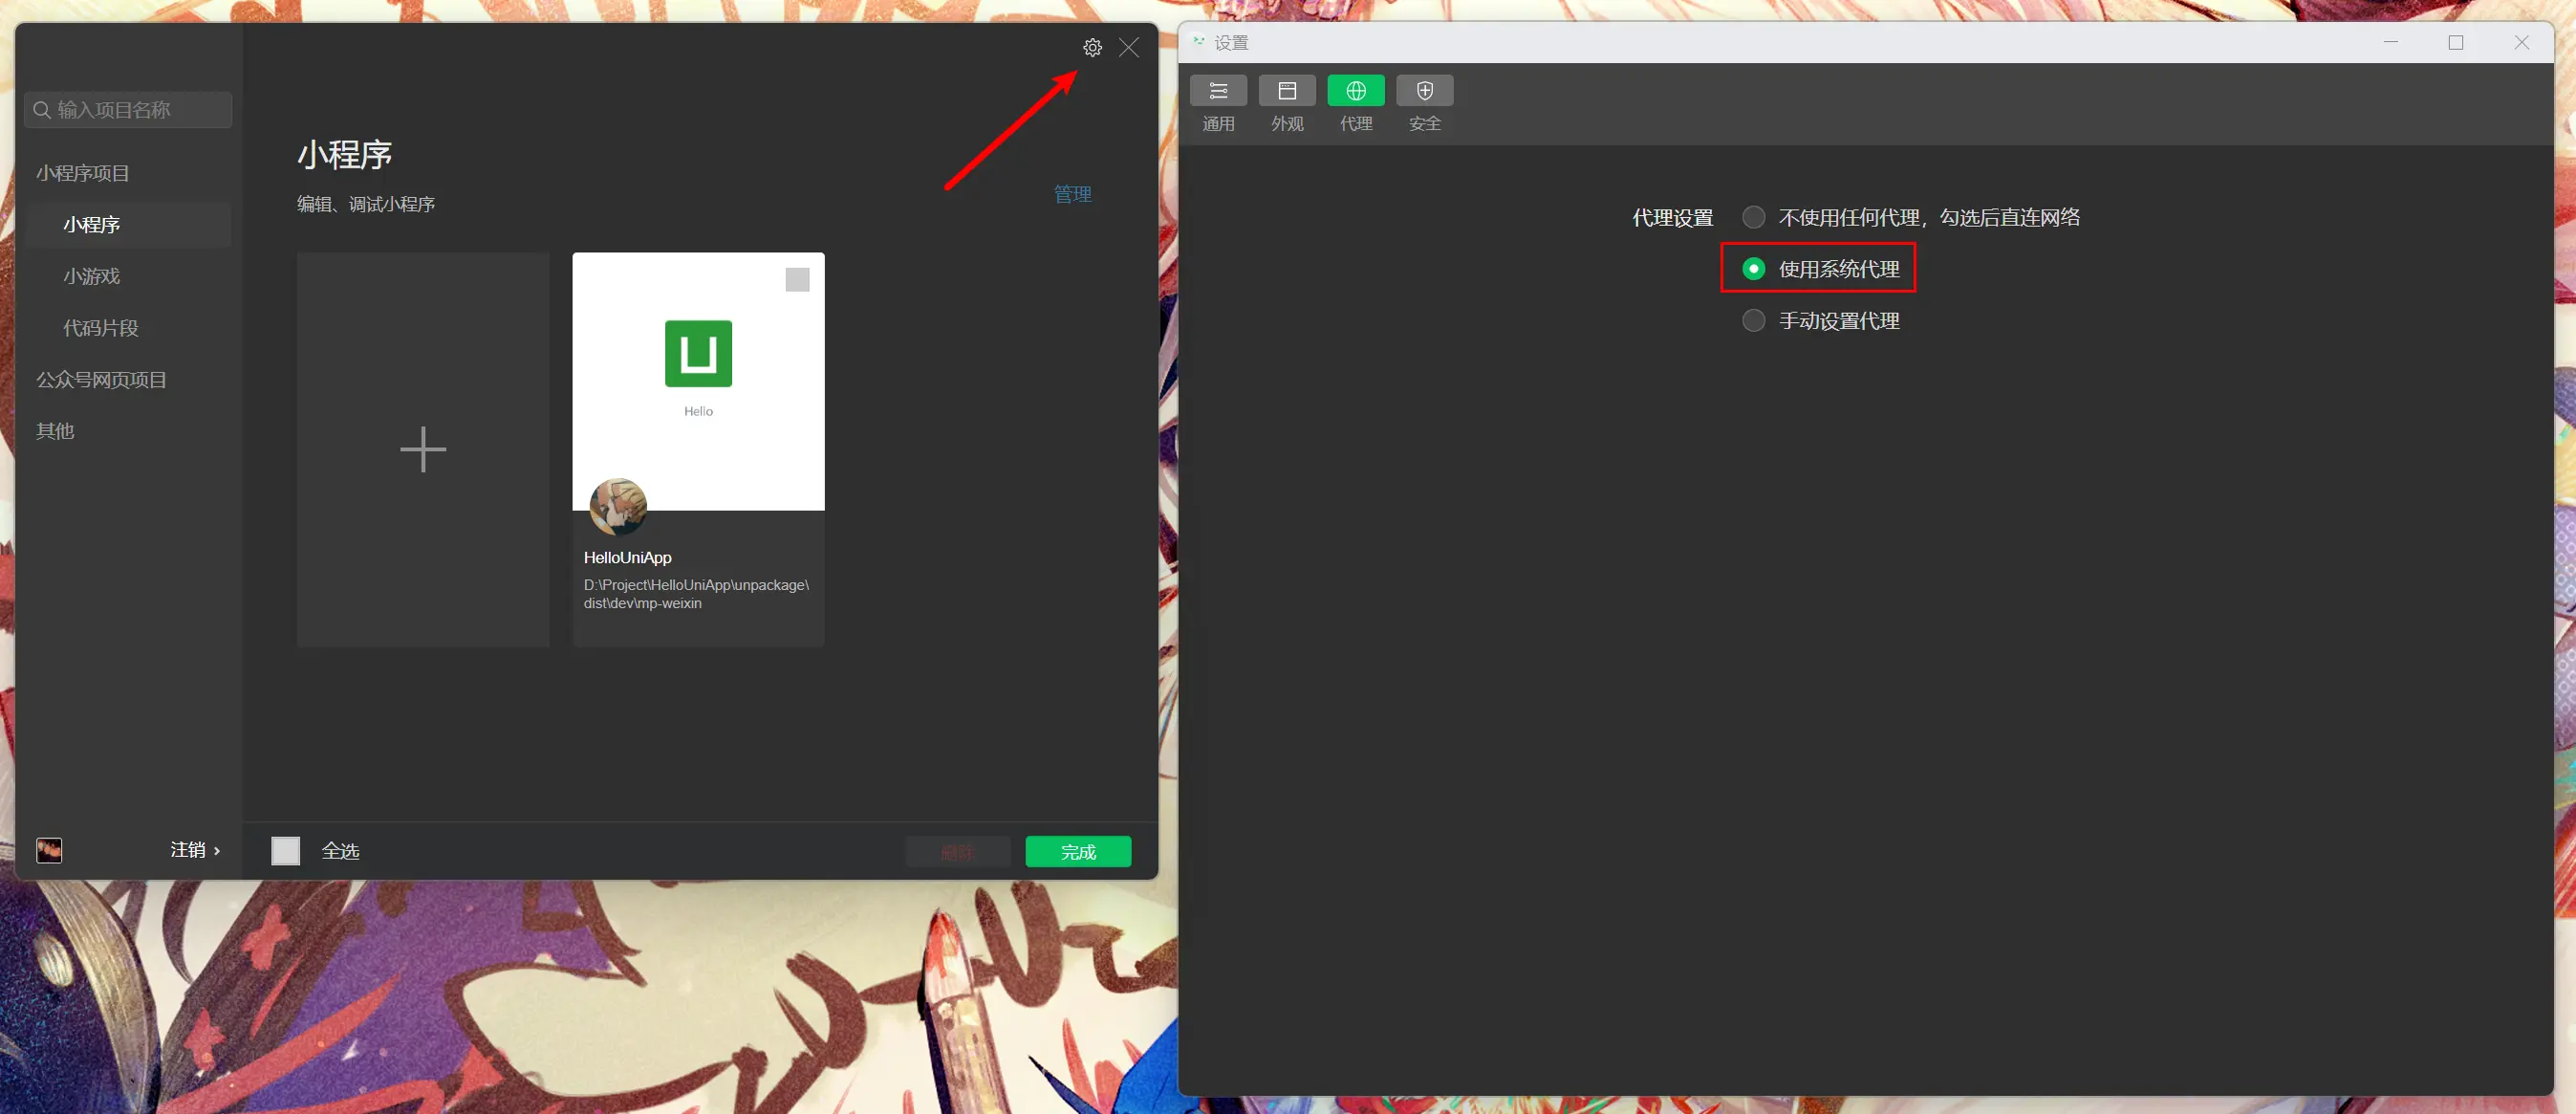 输入项目名称
小程序项目
小程序
小游戏
代码片段
公众号网页项目
其他
注销 ›
小程序
编辑、调试小程序
管理
Hello
HelloUniApp
D:\Project\HelloUniApp\unpackage\
dist\dev\mp-weixin
全选
删除
完成
设置
通用
外观
代理
安全
代理设置
不使用任何代理，勾选后直连网络
使用系统代理
手动设置代理